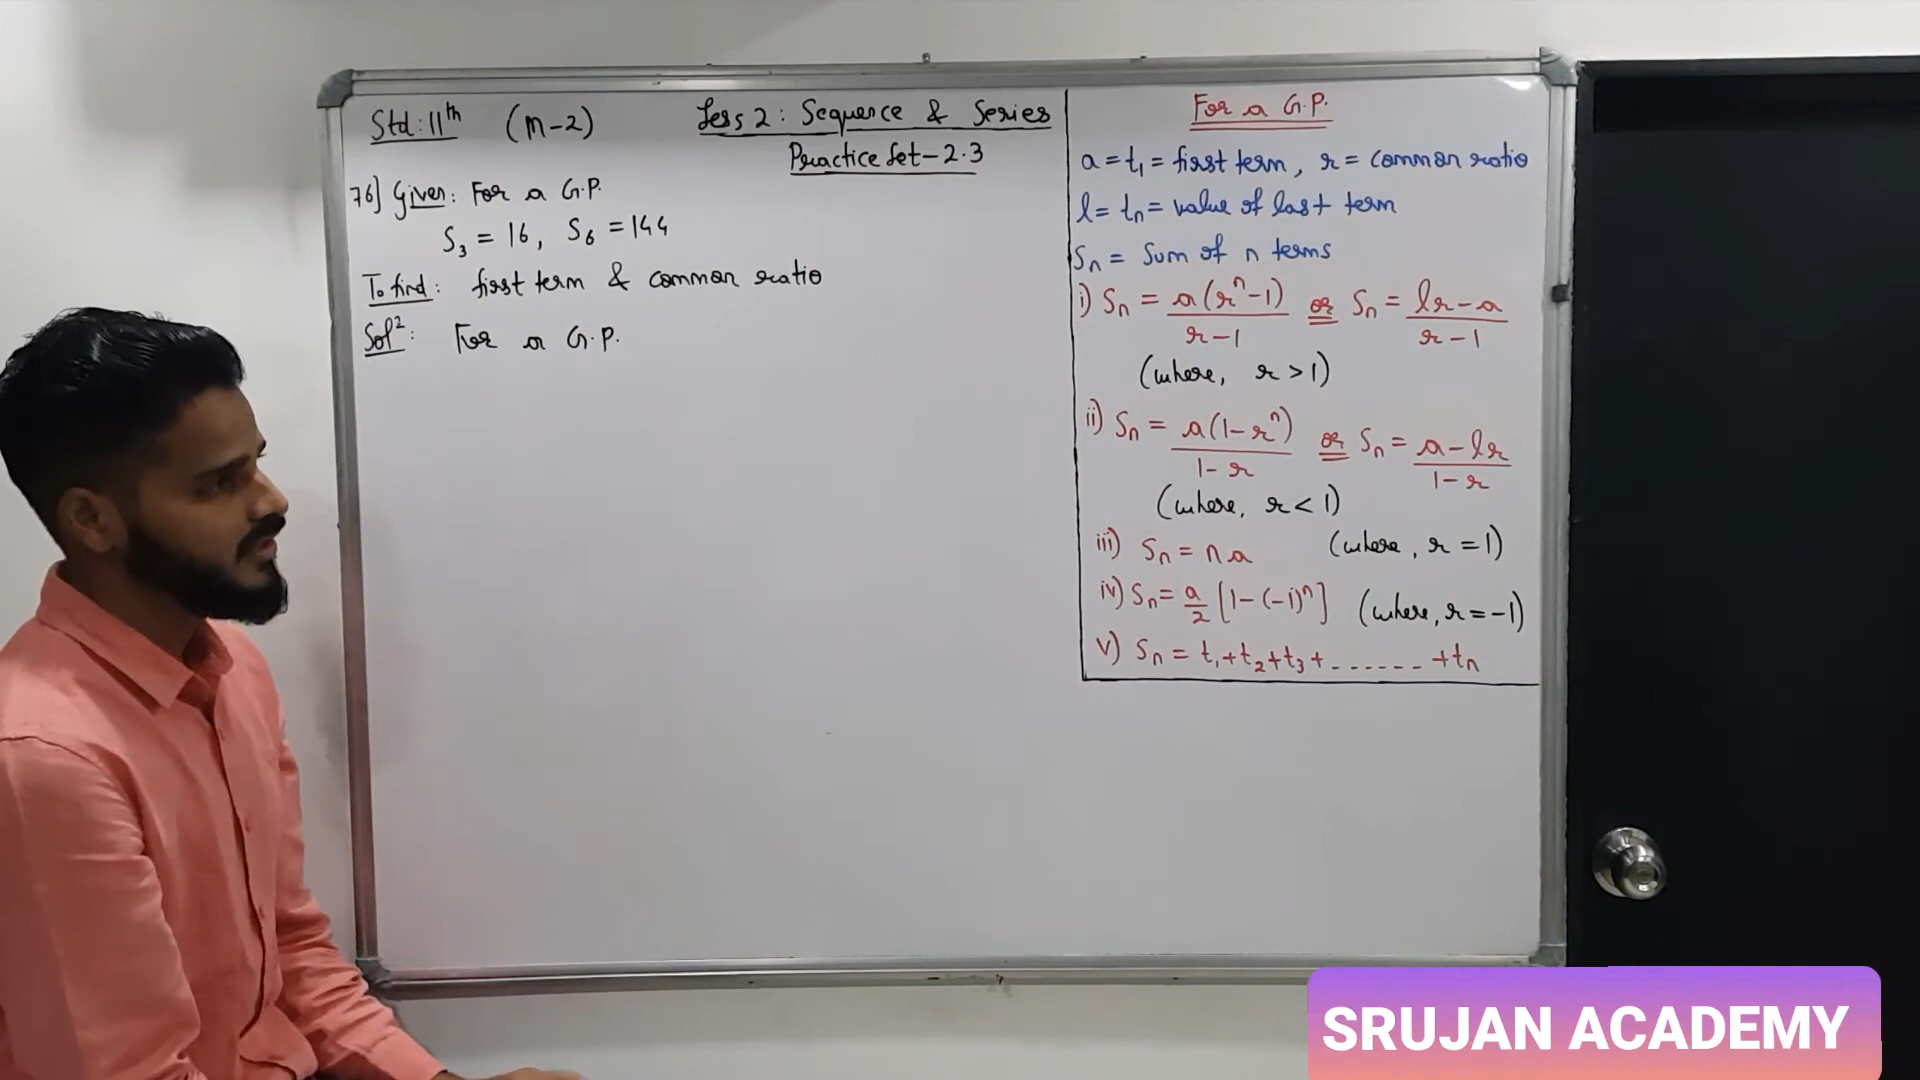 Std: 11th (M-2) Less 2: Sequence & Series
Practice Set-2.3
76] Given: For a G.P.
S₃ = 16, S₆ = 144
To find: first term & common ratio
Solⁿ: For a G.P.
For a G.P.
a = t₁ = first term, r = common ratio
l = tₙ = value of last term
Sₙ = Sum of n terms
i) Sₙ = a(rⁿ-1)/r-1 or Sₙ = lr-a/r-1
(where, r > 1)
ii) Sₙ = a(1-rⁿ)/1-r or Sₙ = a-lr/1-r
(where, r < 1)
iii) Sₙ = n a (where, r = 1)
iv) Sₙ = a/2 [1-(-1)ⁿ] (where, r = -1)
v) Sₙ = t₁+t₂+t₃+ - - - - - - +tₙ
SRUJAN ACADEMY